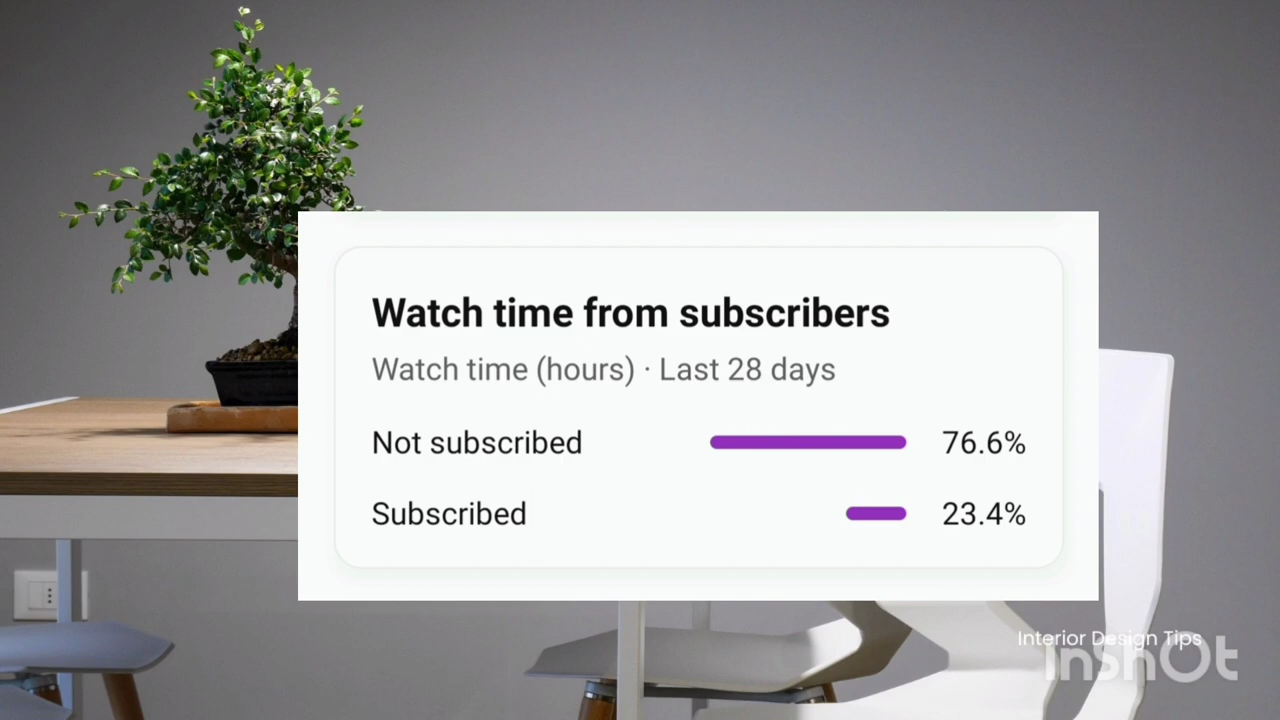 Watch time from subscribers
Watch time (hours) · Last 28 days
Not subscribed 76.6%
Subscribed 23.4%
Interior Design Tips
InShOt